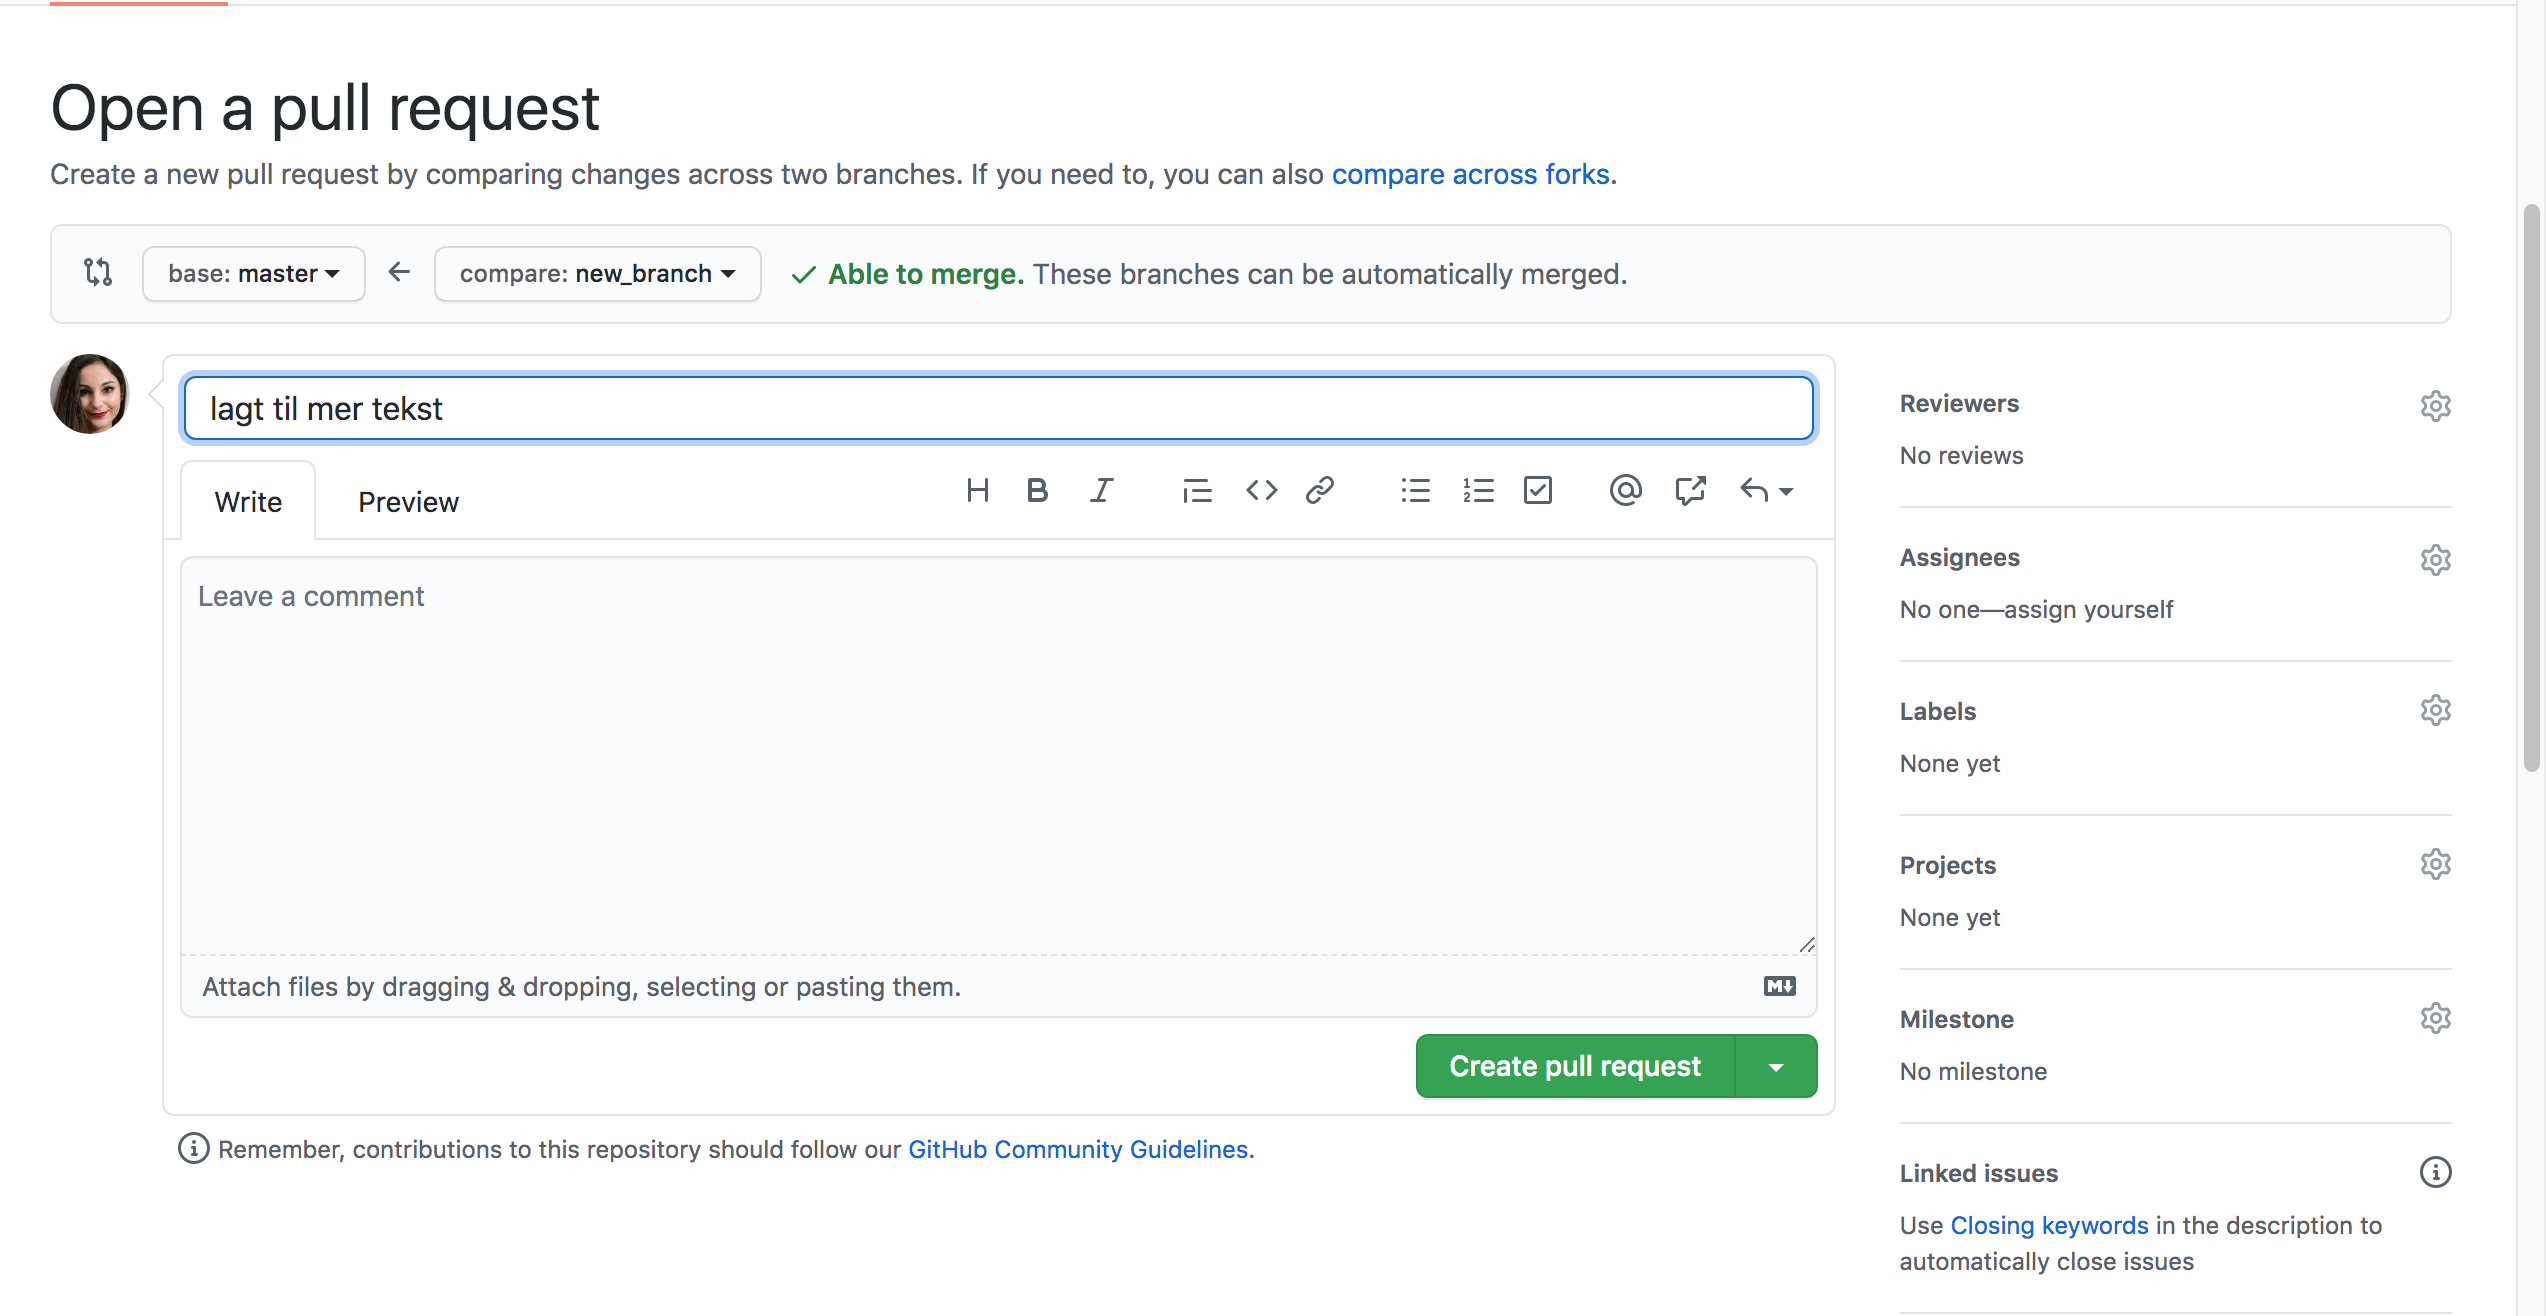 Open a pull request
Create a new pull request by comparing changes across two branches. If you need to, you can also compare across forks.
base: master
compare: new_branch
Able to merge. These branches can be automatically merged.
lagt til mer tekst
Write
Preview
Leave a comment
Attach files by dragging & dropping, selecting or pasting them.
Create pull request
Remember, contributions to this repository should follow our GitHub Community Guidelines.
Reviewers
No reviews
Assignees
No one—assign yourself
Labels
None yet
Projects
None yet
Milestone
No milestone
Linked issues
Use Closing keywords in the description to
automatically close issues